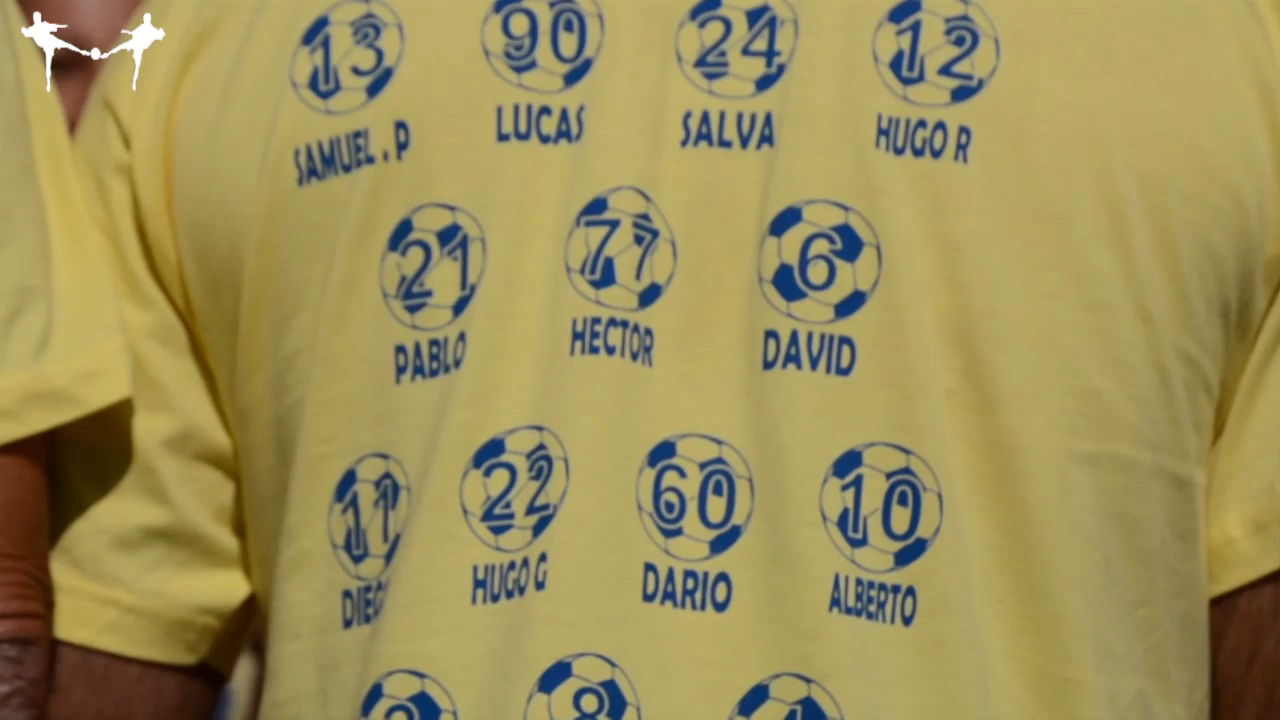 13 90 24 12
SAMUEL . P LUCAS SALVA HUGO R
21 77 6
PABLO HECTOR DAVID
11 22 60 10
DIEGO HUGO G DARIO ALBERTO
8